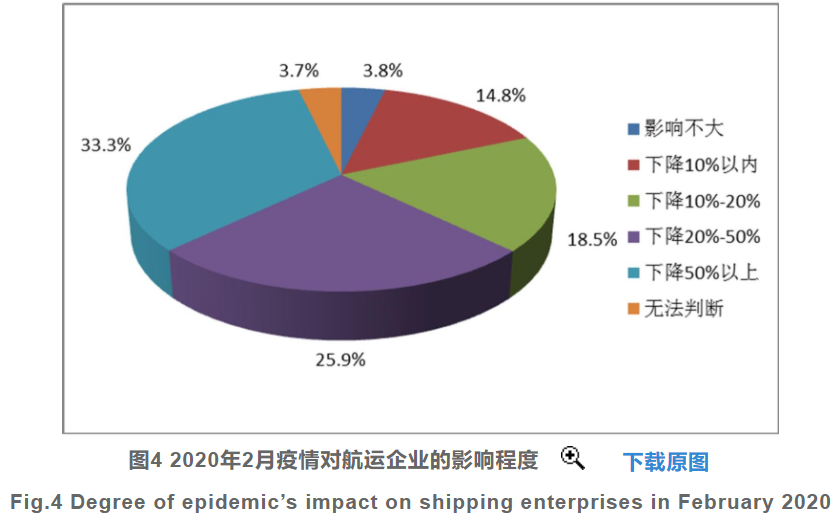 3.7%
3.8%
14.8%
33.3%
18.5%
25.9%
影响不大
下降10%以内
下降10%-20%
下降20%-50%
下降50%以上
无法判断
图4 2020年2月疫情对航运企业的影响程度 下载原图
Fig.4 Degree of epidemic’s impact on shipping enterprises in February 2020